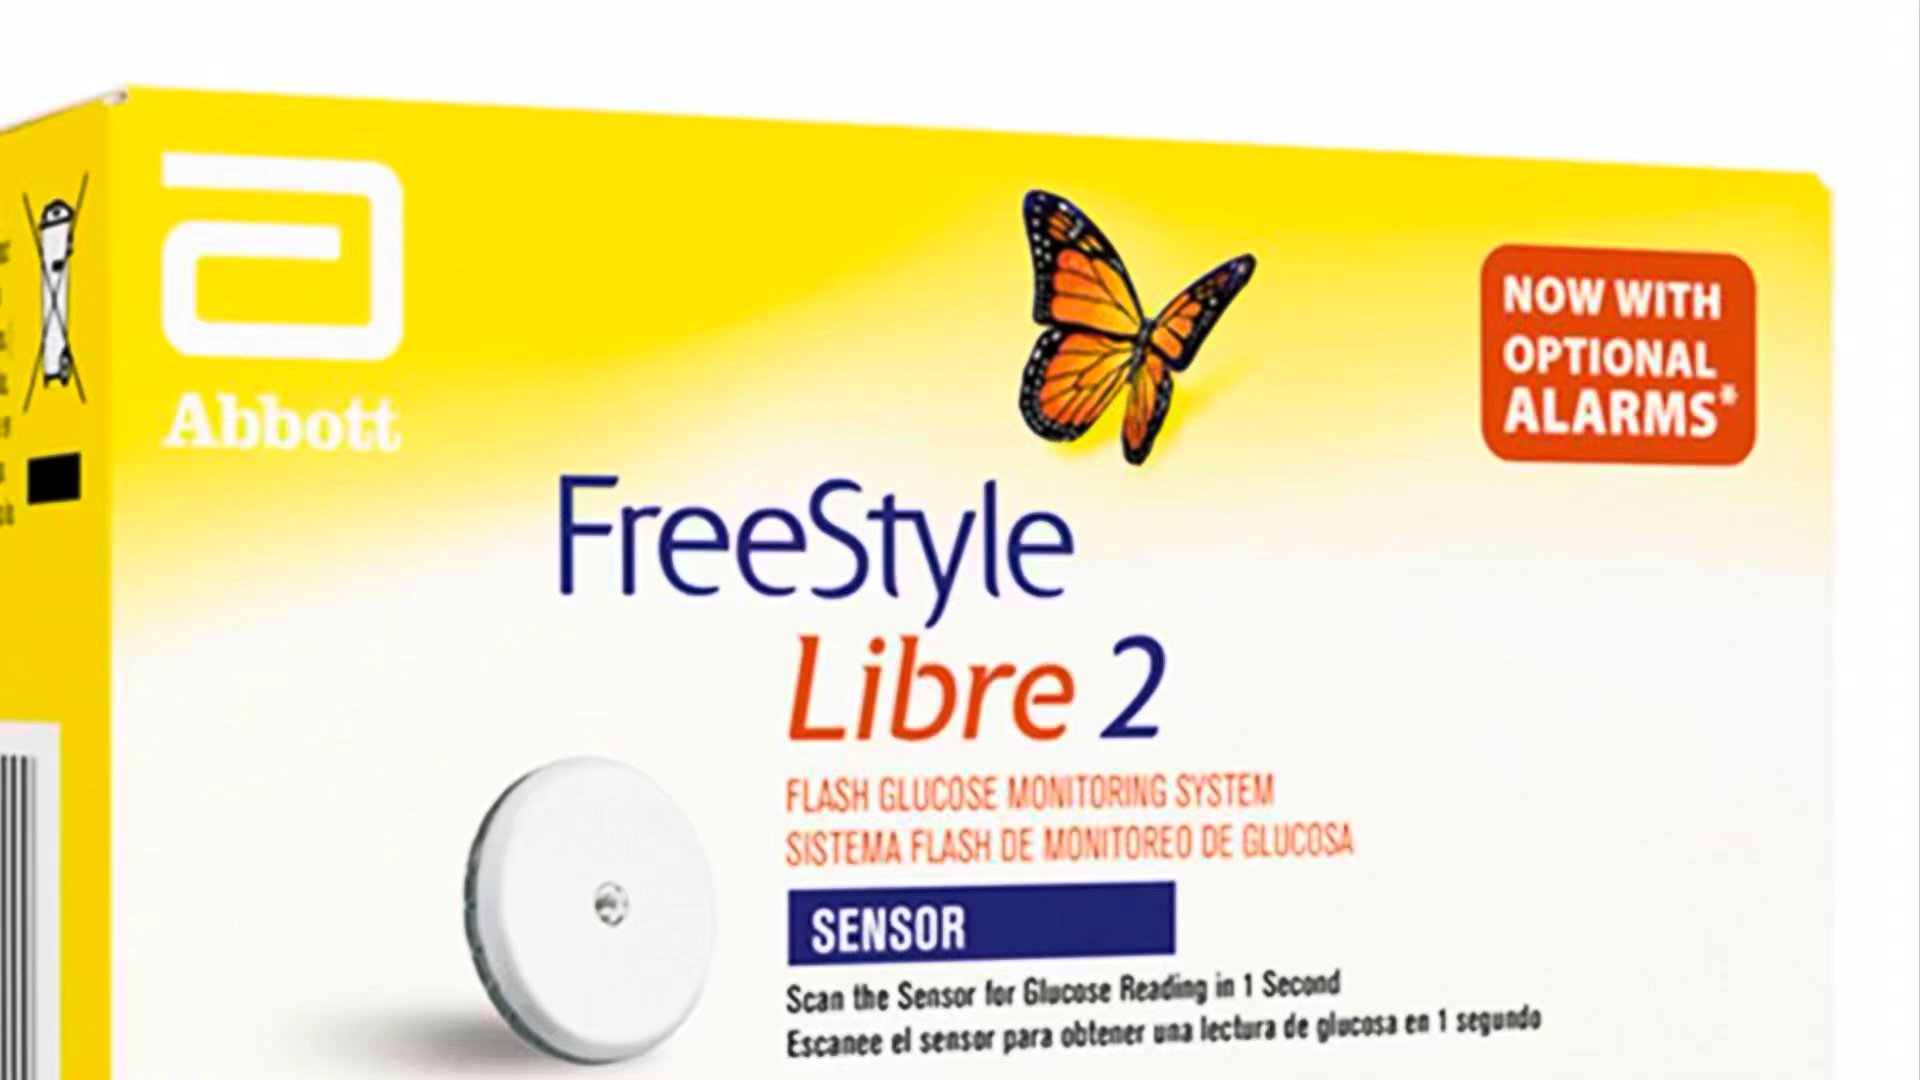 Abbott
NOW WITH
OPTIONAL
ALARMS*
FreeStyle
Libre 2
FLASH GLUCOSE MONITORING SYSTEM
SISTEMA FLASH DE MONITOREO DE GLUCOSA
SENSOR
Scan the Sensor for Glucose Reading in 1 Second
Escanee el sensor para obtener una lectura de glucosa en 1 segundo